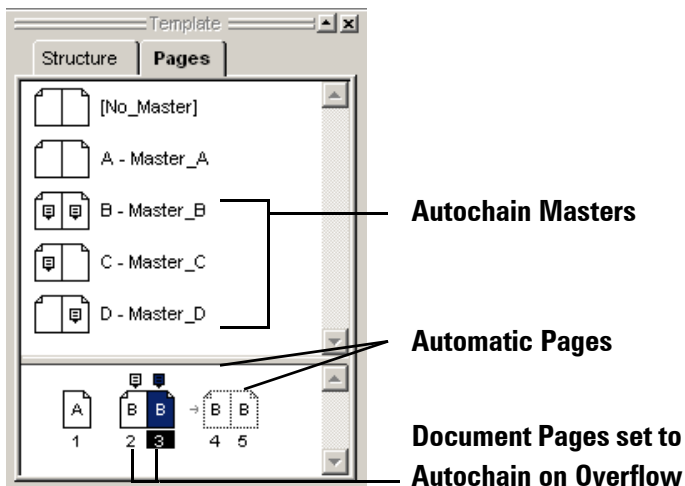 Template
Structure Pages
[No_Master]
A - Master_A
B - Master_B
Autochain Masters
C - Master_C
D - Master_D
Automatic Pages
A B B B B
1 2 3 4 5
Document Pages set to
Autochain on Overflow